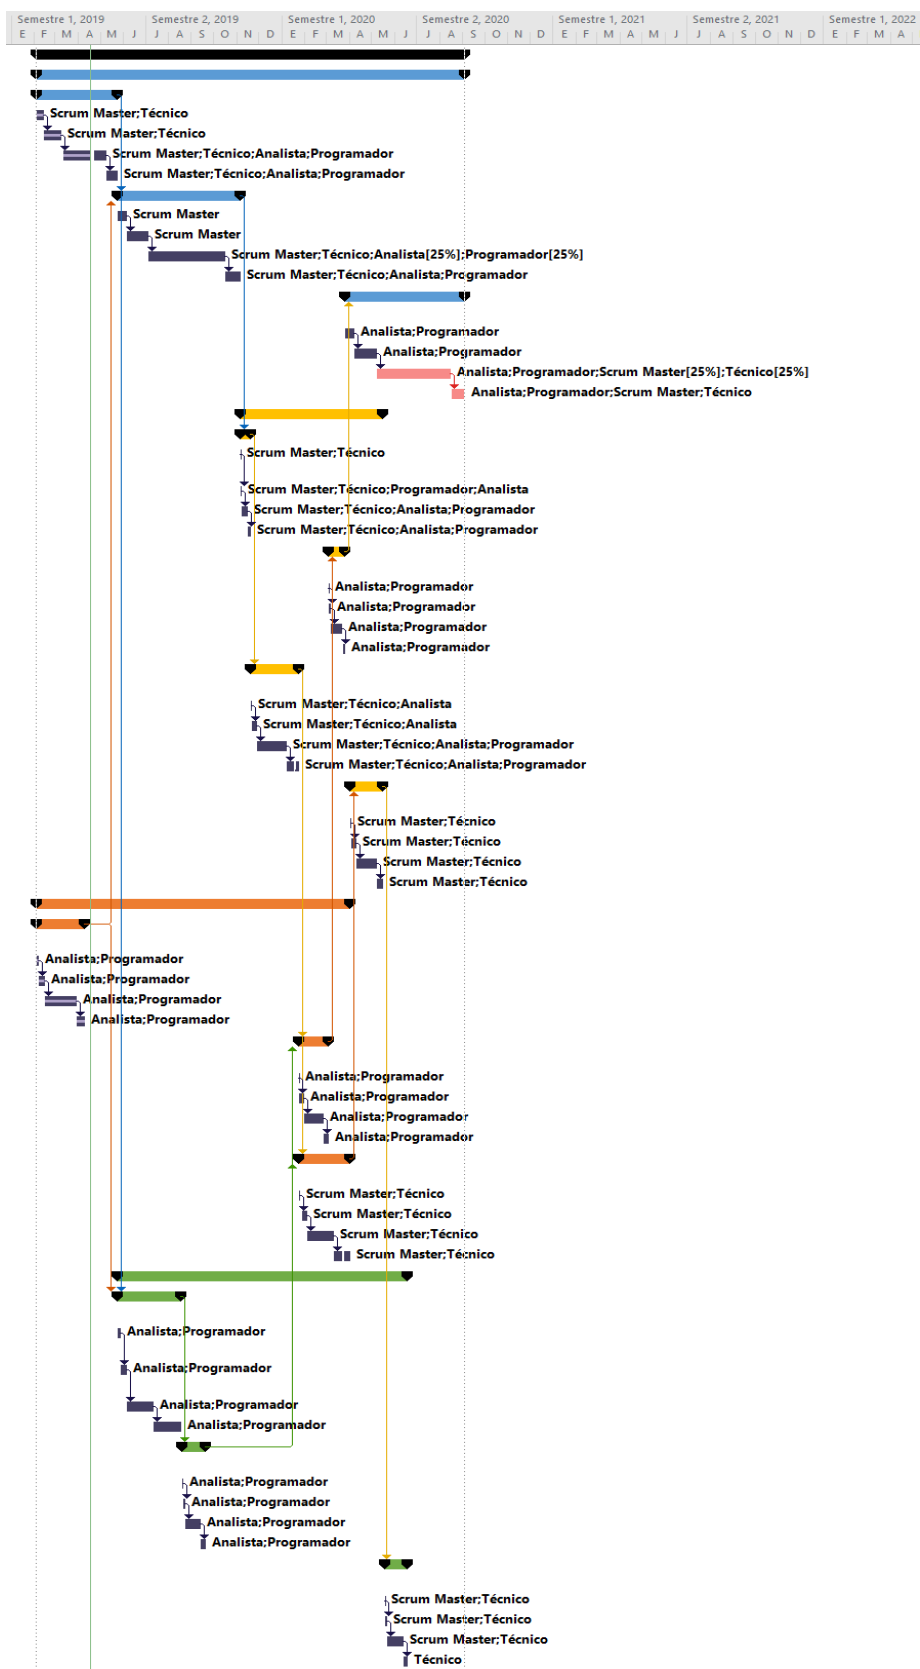 Semestre 1, 2019 Semestre 2, 2019 Semestre 1, 2020 Semestre 2, 2020 Semestre 1, 2021 Semestre 2, 2021 Semestre 1, 2022
E F M A M J J A S O N D E F M A M J J A S O N D E F M A M J J A S O N D E F M A
Scrum Master;Técnico
Scrum Master;Técnico
Scrum Master;Técnico;Analista;Programador
Scrum Master;Técnico;Analista;Programador
Scrum Master
Scrum Master
Scrum Master;Técnico;Analista[25%];Programador[25%]
Scrum Master;Técnico;Analista;Programador
Analista;Programador
Analista;Programador
Analista;Programador;Scrum Master[25%];Técnico[25%]
Analista;Programador;Scrum Master;Técnico
Scrum Master;Técnico
Scrum Master;Técnico;Programador;Analista
Scrum Master;Técnico;Analista;Programador
Scrum Master;Técnico;Analista;Programador
Analista;Programador
Analista;Programador
Analista;Programador
Analista;Programador
Scrum Master;Técnico;Analista
Scrum Master;Técnico;Analista
Scrum Master;Técnico;Analista;Programador
Scrum Master;Técnico;Analista;Programador
Scrum Master;Técnico
Scrum Master;Técnico
Scrum Master;Técnico
Scrum Master;Técnico
Analista;Programador
Analista;Programador
Analista;Programador
Analista;Programador
Analista;Programador
Analista;Programador
Analista;Programador
Analista;Programador
Scrum Master;Técnico
Scrum Master;Técnico
Scrum Master;Técnico
Scrum Master;Técnico
Analista;Programador
Analista;Programador
Analista;Programador
Analista;Programador
Analista;Programador
Analista;Programador
Analista;Programador
Analista;Programador
Scrum Master;Técnico
Scrum Master;Técnico
Scrum Master;Técnico
Técnico